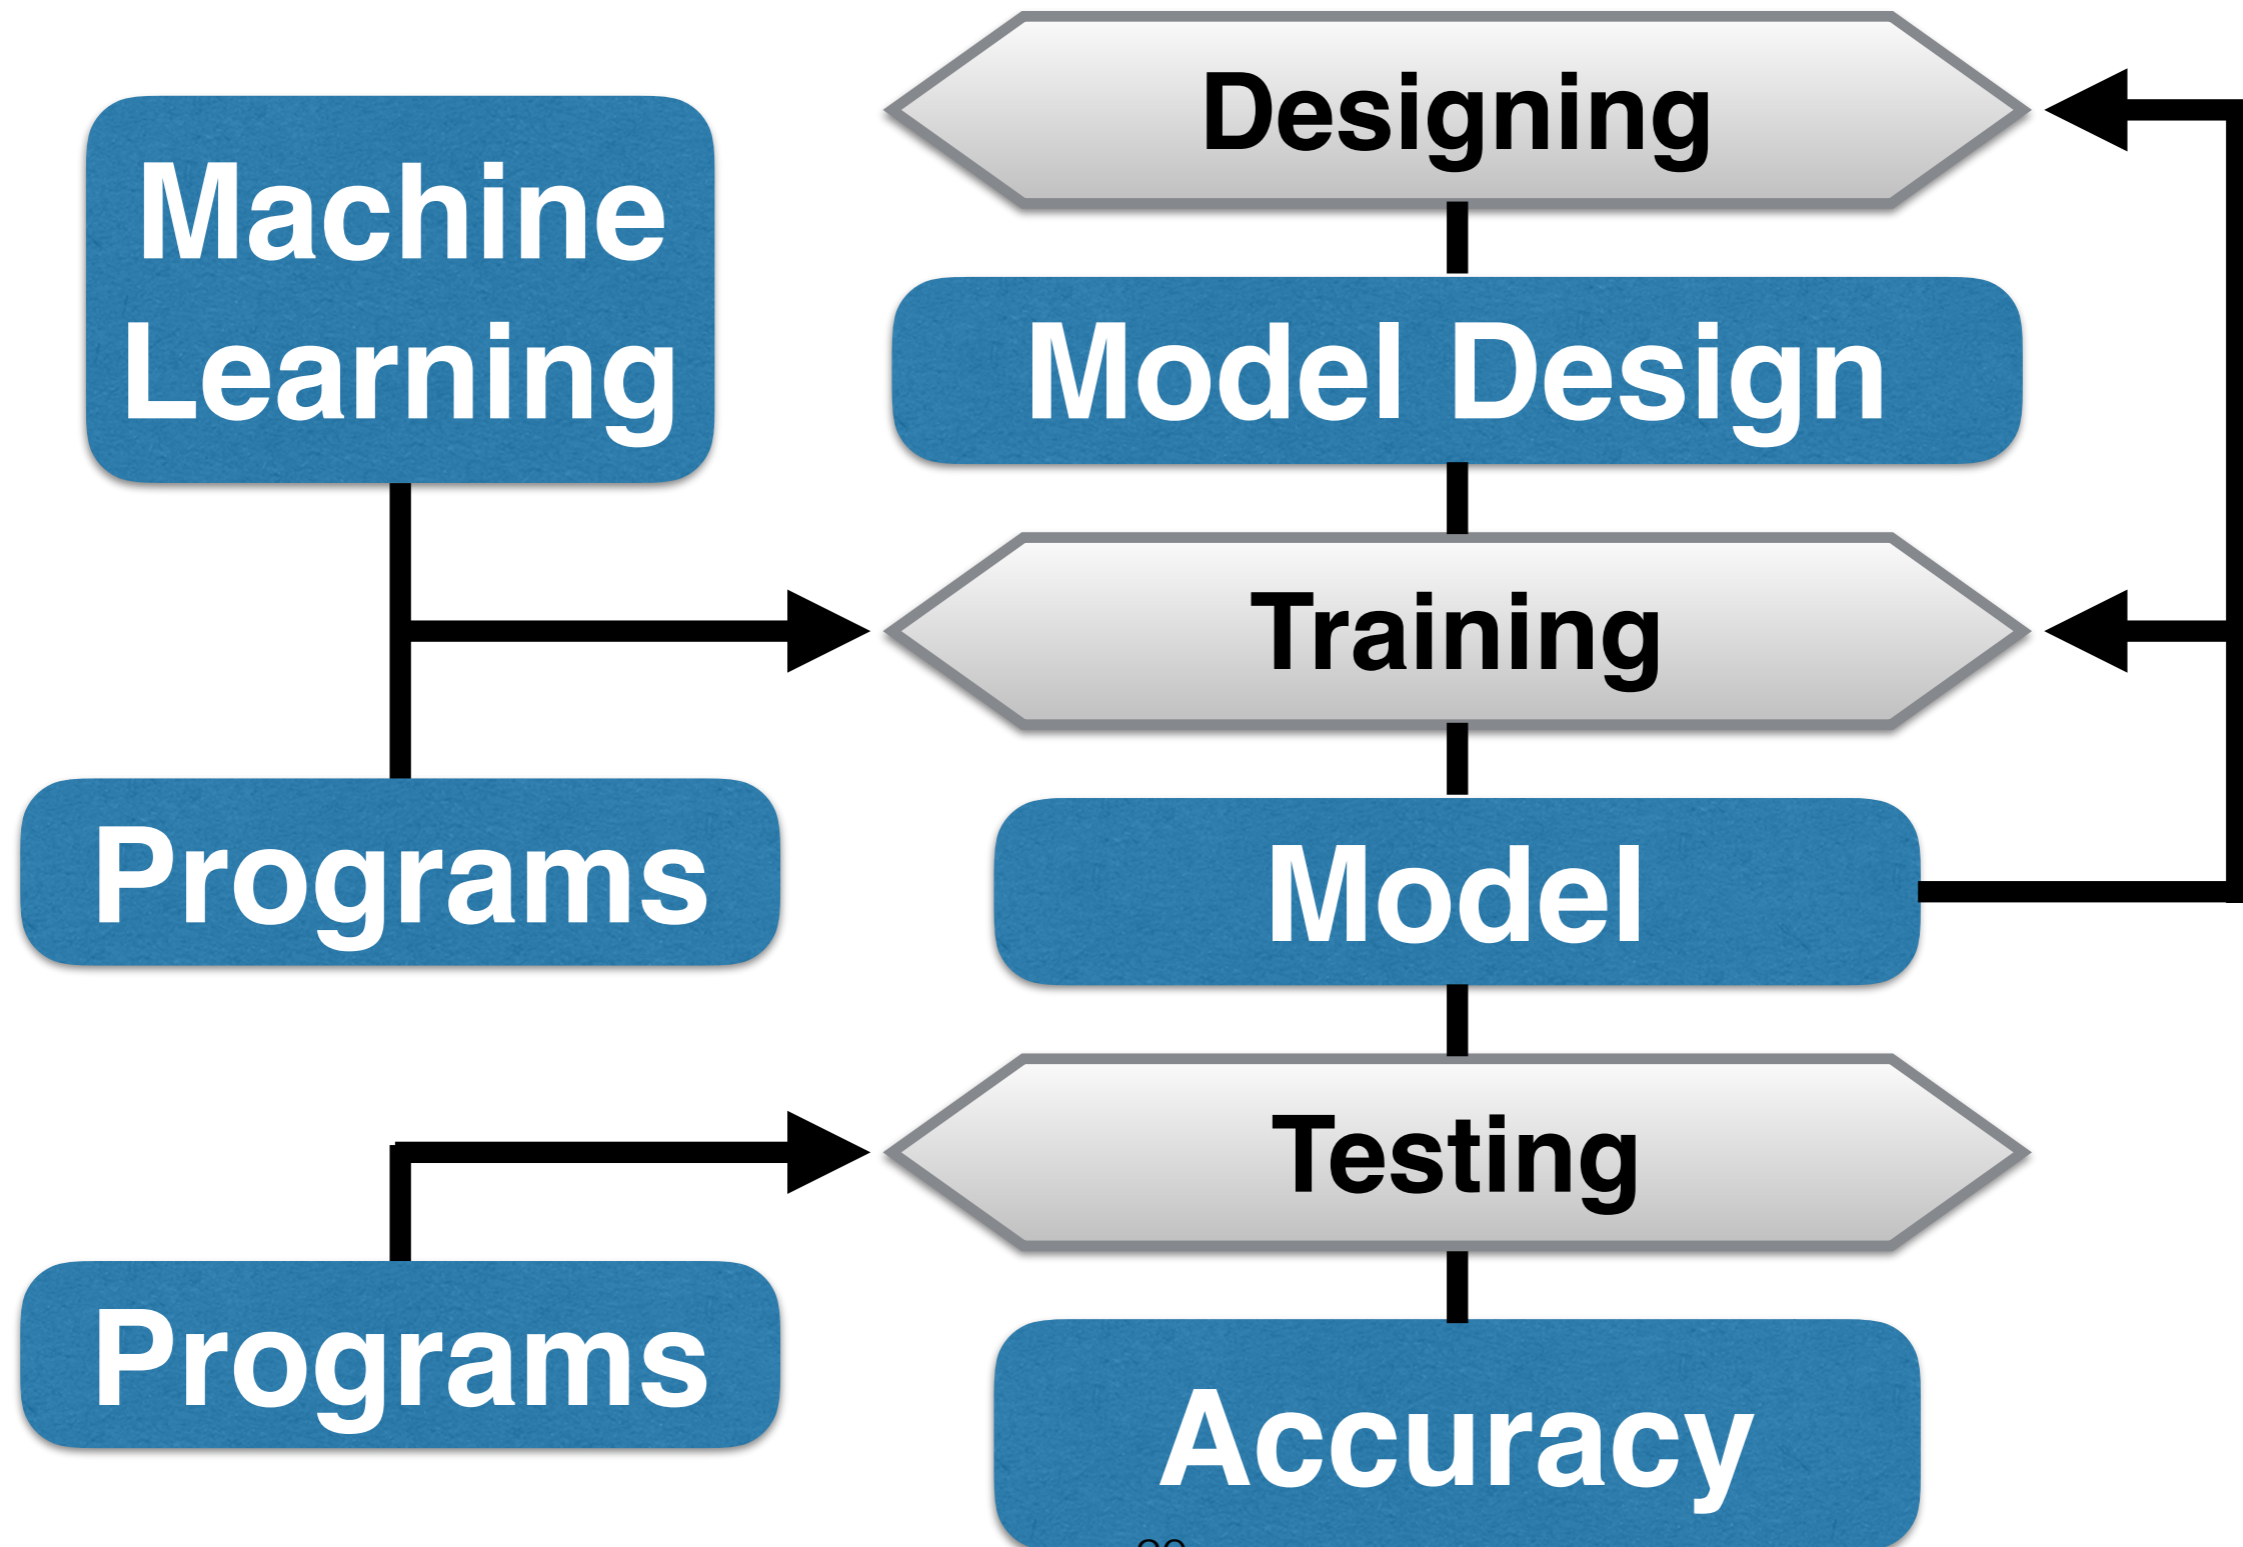 Machine
Learning
Programs
Programs
Designing
Model Design
Training
Model
Testing
Accuracy